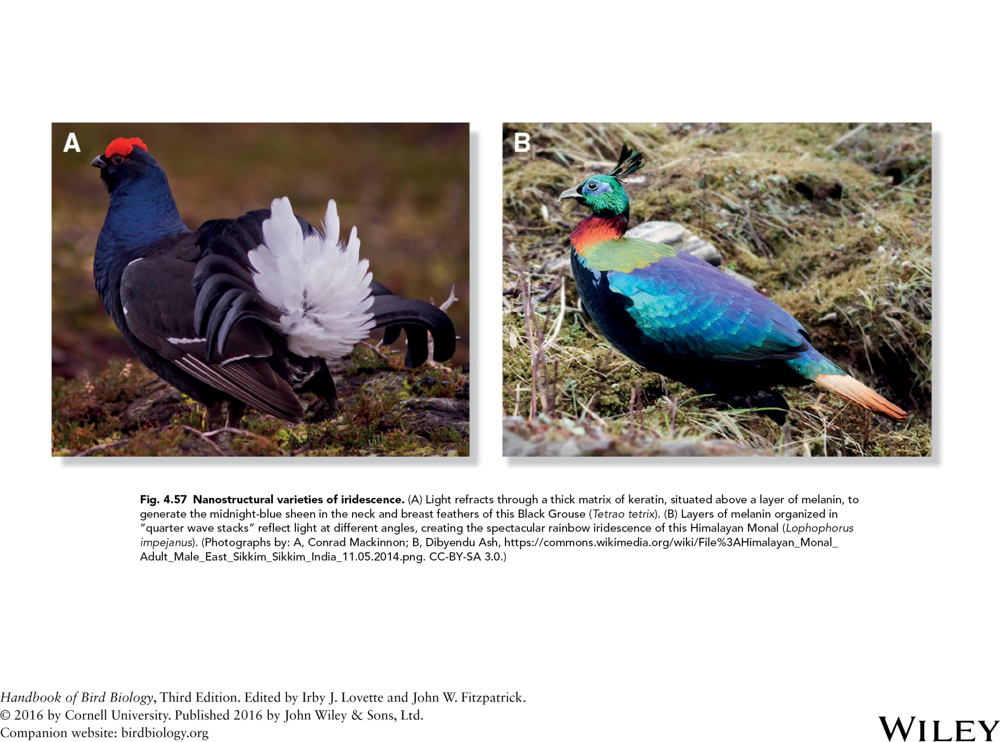 A
B
Fig. 4.57 Nanostructural varieties of iridescence. (A) Light refracts through a thick matrix of keratin, situated above a layer of melanin, to
generate the midnight-blue sheen in the neck and breast feathers of this Black Grouse (Tetrao tetrix). (B) Layers of melanin organized in
“quarter wave stacks” reflect light at different angles, creating the spectacular rainbow iridescence of this Himalayan Monal (Lophophorus
impejanus). (Photographs by: A, Conrad Mackinnon; B, Dibyendu Ash, https://commons.wikimedia.org/wiki/File%3AHimalayan_Monal_
Adult_Male_East_Sikkim_Sikkim_India_11.05.2014.png. CC-BY-SA 3.0.)
Handbook of Bird Biology, Third Edition. Edited by Irby J. Lovette and John W. Fitzpatrick.
© 2016 by Cornell University. Published 2016 by John Wiley & Sons, Ltd.
Companion website: birdbiology.org
WILEY